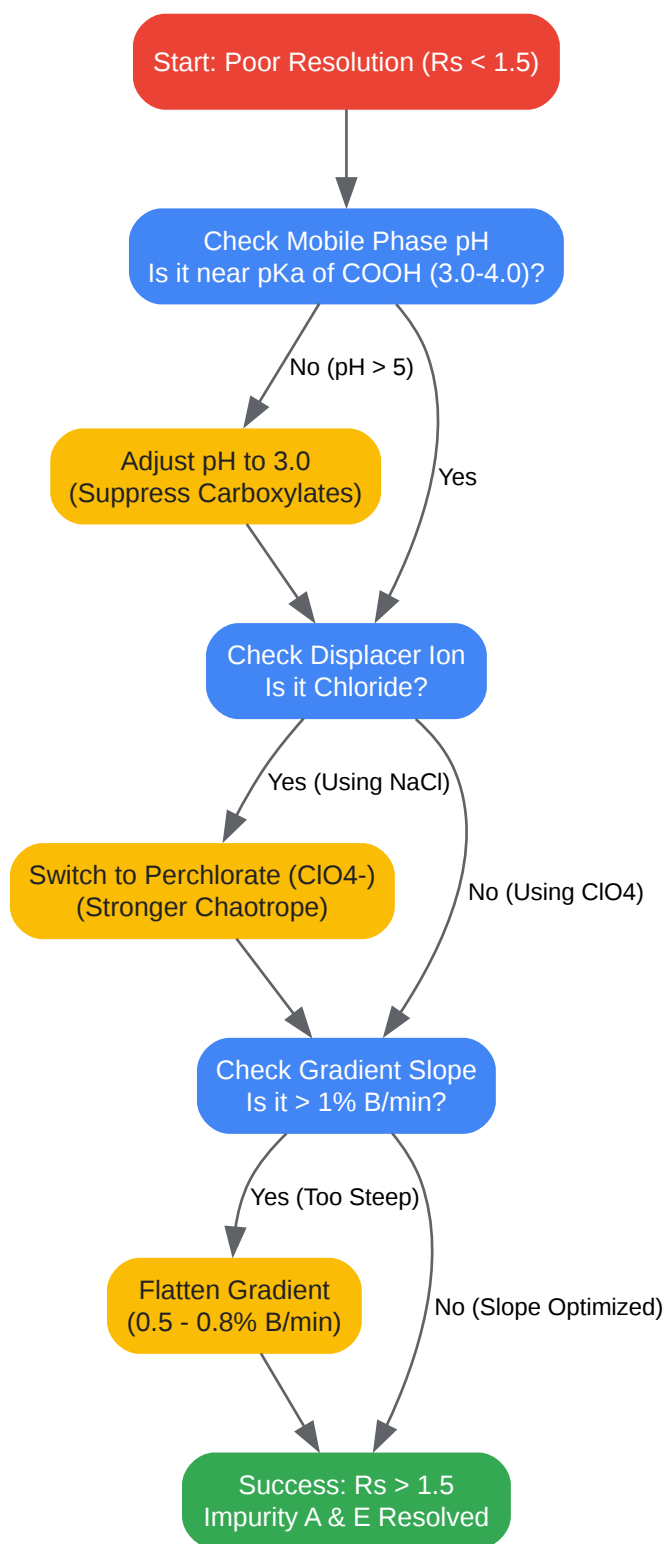 Start: Poor Resolution (Rs < 1.5)
Check Mobile Phase pH
Is it near pKa of COOH (3.0-4.0)?
No (pH > 5)
Adjust pH to 3.0
(Suppress Carboxylates)
Yes
Check Displacer Ion
Is it Chloride?
Yes (Using NaCl)
Switch to Perchlorate (ClO4-)
(Stronger Chaotrope)
No (Using ClO4)
Check Gradient Slope
Is it > 1% B/min?
Yes (Too Steep)
Flatten Gradient
(0.5 - 0.8% B/min)
No (Slope Optimized)
Success: Rs > 1.5
Impurity A & E Resolved